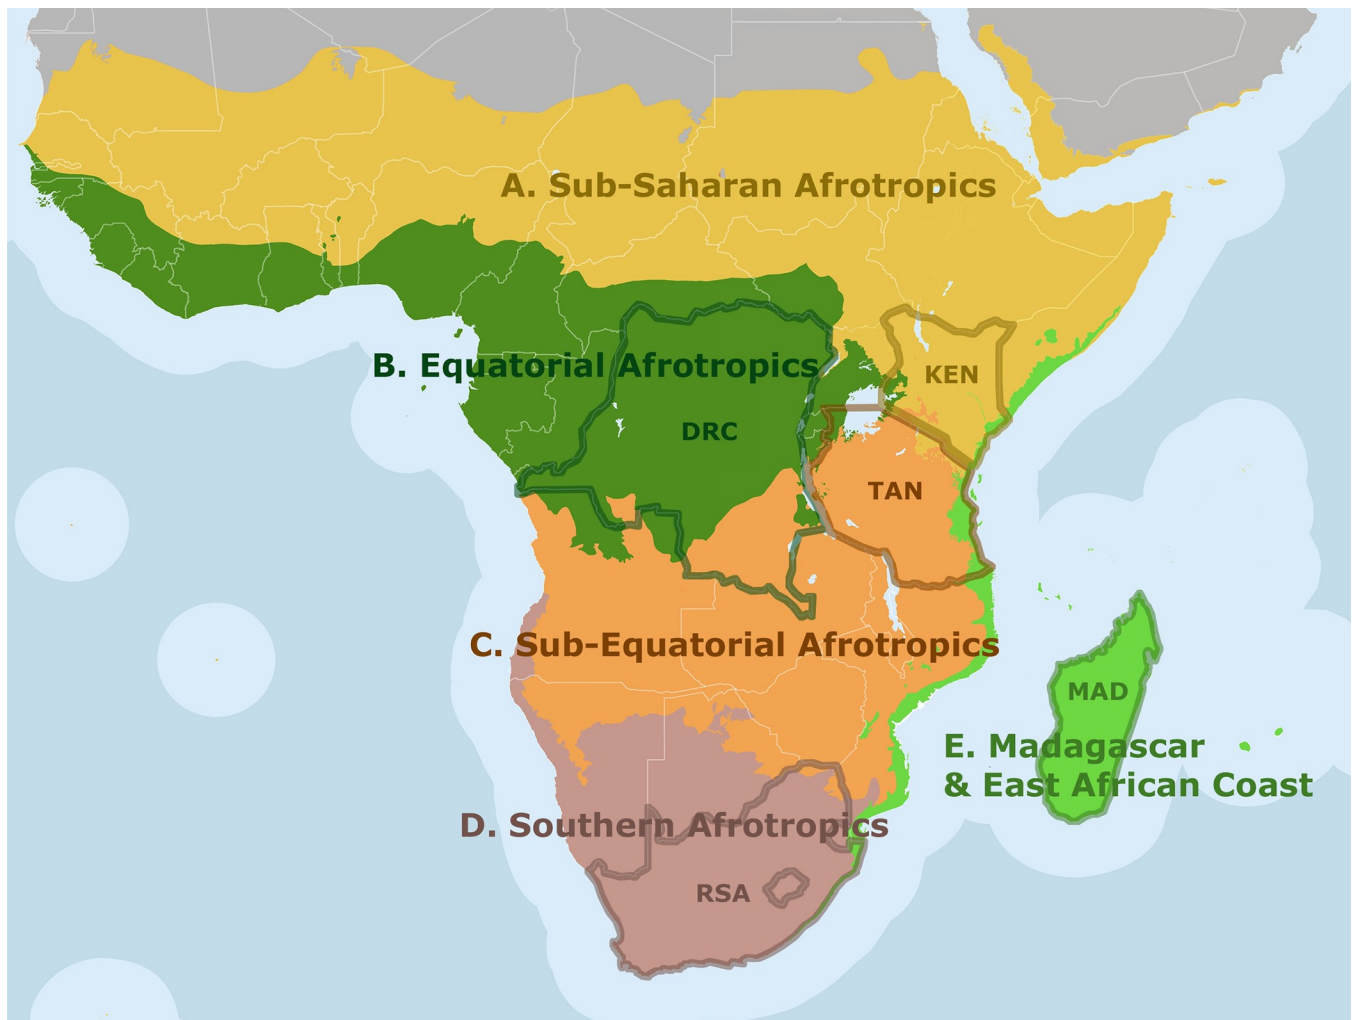 A. Sub-Saharan Afrotropics
B. Equatorial Afrotropics
KEN
DRC
TAN
C. Sub-Equatorial Afrotropics
MAD
E. Madagascar
& East African Coast
D. Southern Afrotropics
RSA